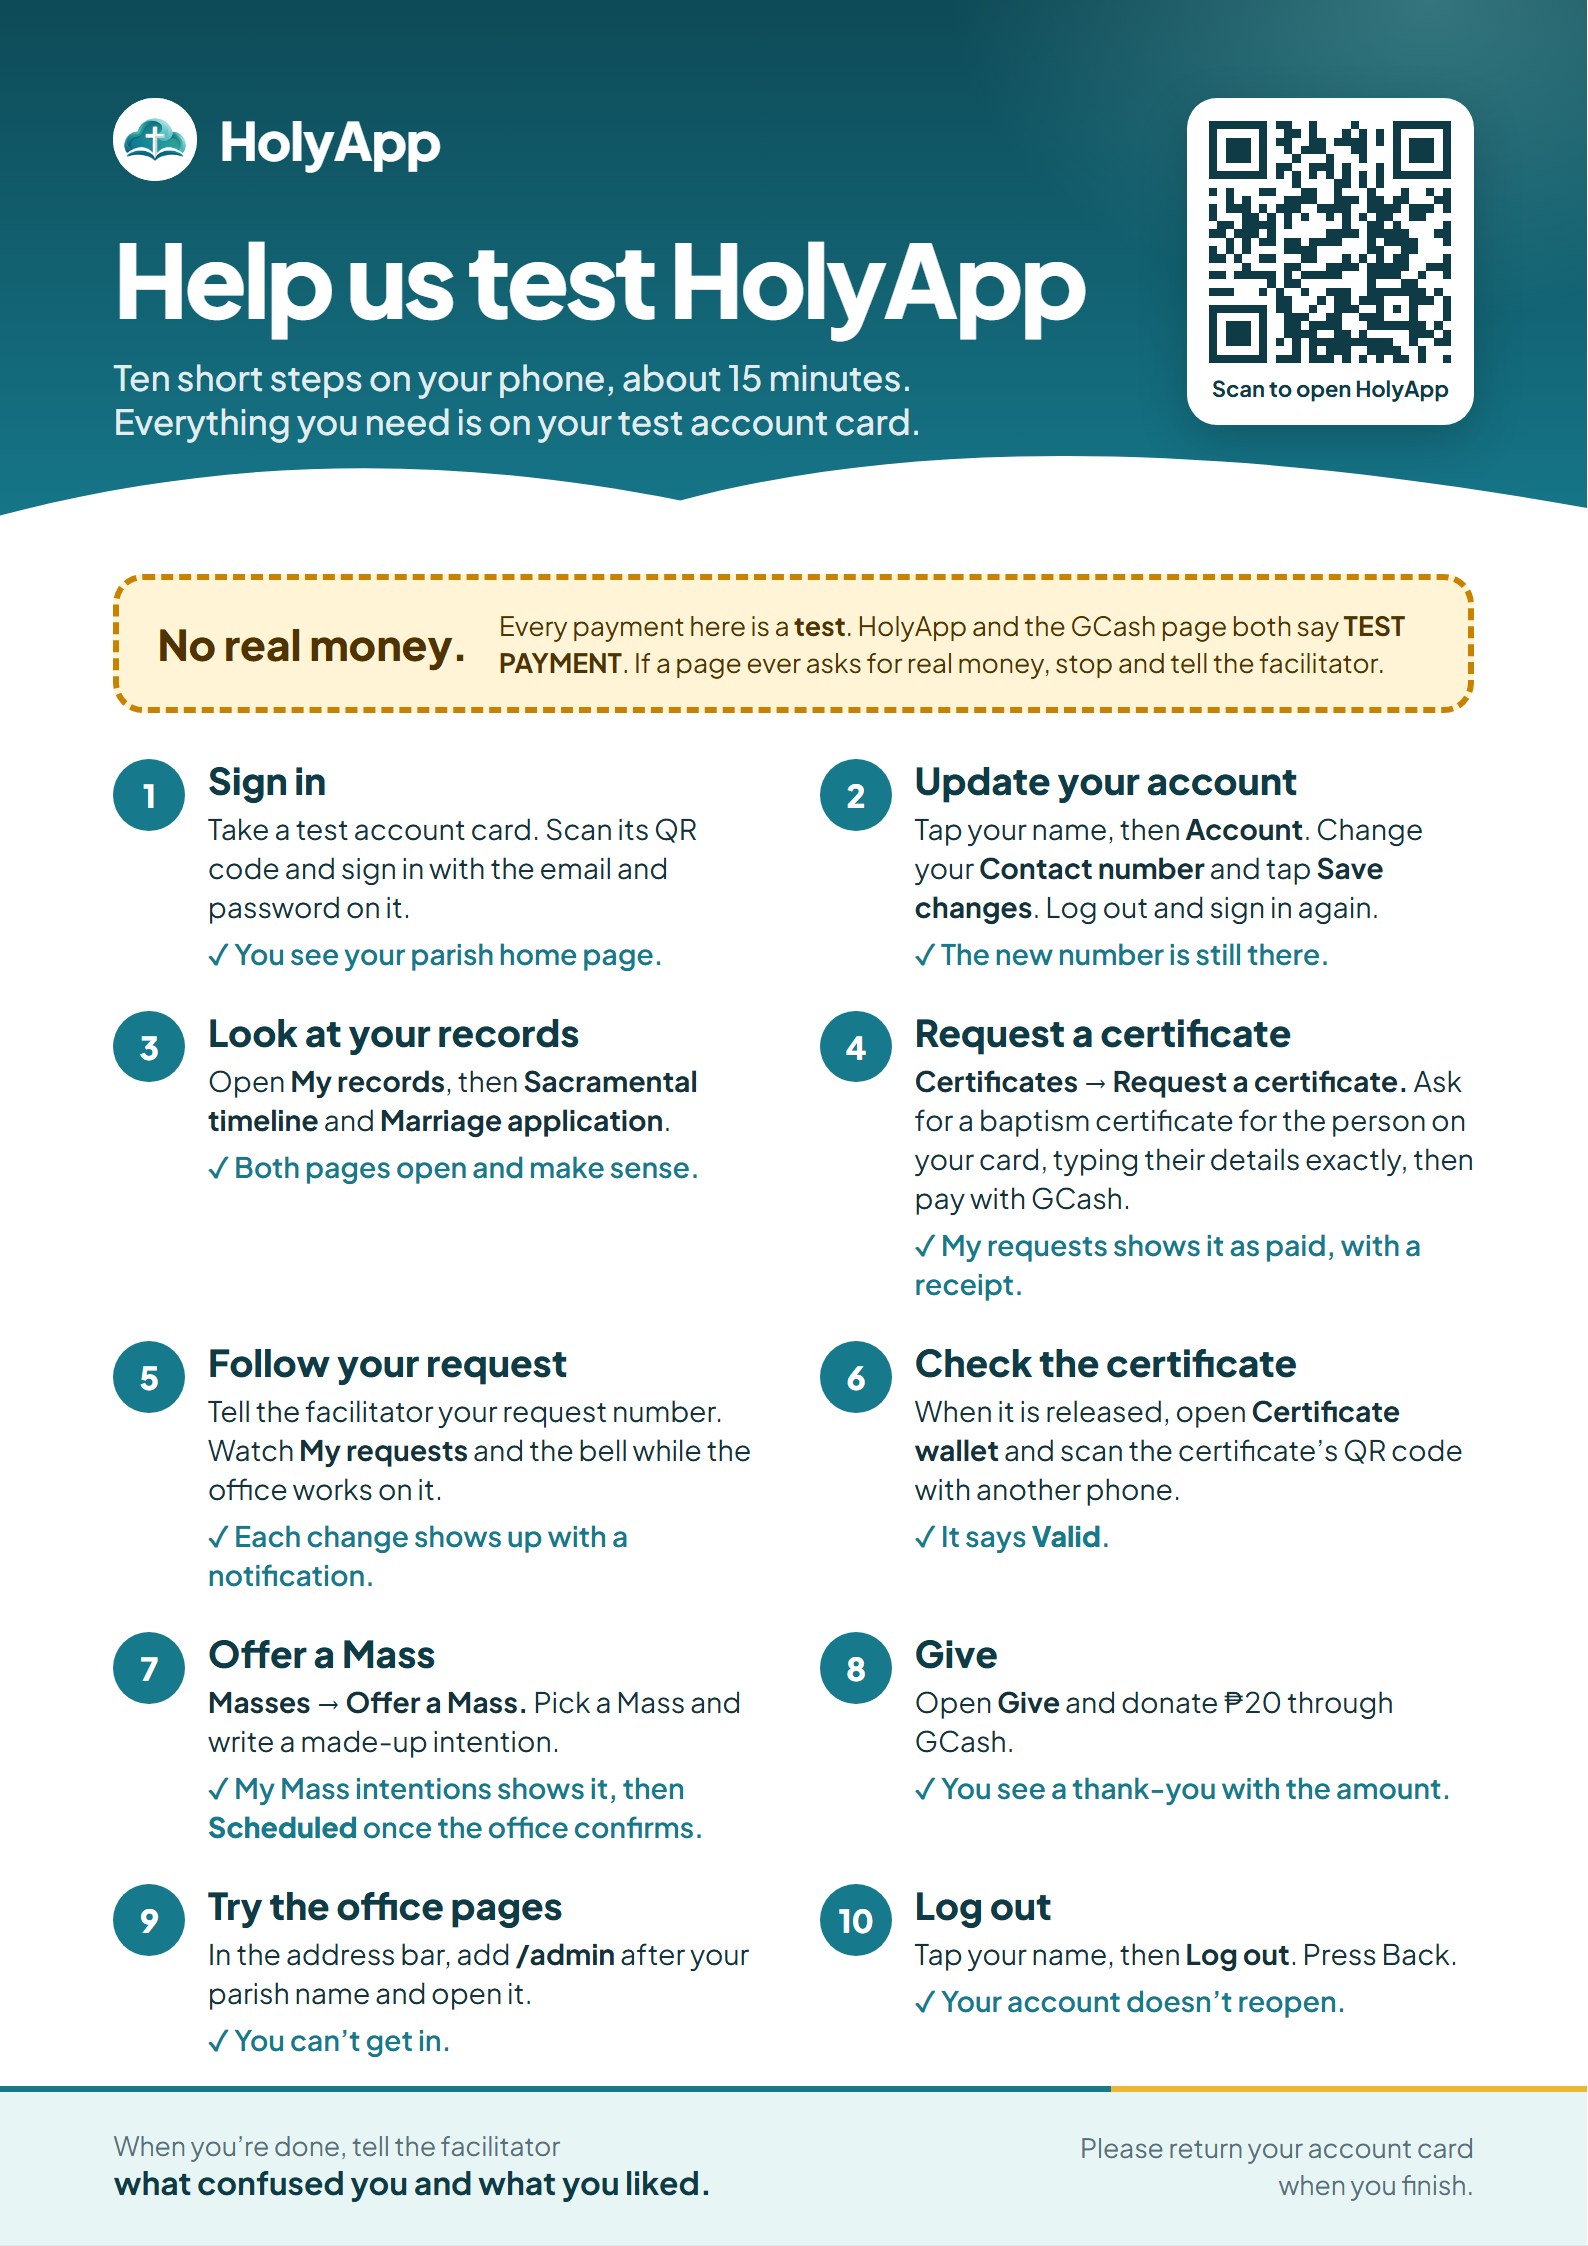 HolyApp
Help us test HolyApp
Ten short steps on your phone, about 15 minutes.
Everything you need is on your test account card.
Scan to open HolyApp
No real money.
Every payment here is a test. HolyApp and the GCash page both say TEST
PAYMENT. If a page ever asks for real money, stop and tell the facilitator.
1
Sign in
Take a test account card. Scan its QR
code and sign in with the email and
password on it.
✓ You see your parish home page.
2
Update your account
Tap your name, then Account. Change
your Contact number and tap Save
changes. Log out and sign in again.
✓ The new number is still there.
3
Look at your records
Open My records, then Sacramental
timeline and Marriage application.
✓ Both pages open and make sense.
4
Request a certificate
Certificates → Request a certificate. Ask
for a baptism certificate for the person on
your card, typing their details exactly, then
pay with GCash.
✓ My requests shows it as paid, with a
receipt.
5
Follow your request
Tell the facilitator your request number.
Watch My requests and the bell while the
office works on it.
✓ Each change shows up with a
notification.
6
Check the certificate
When it is released, open Certificate
wallet and scan the certificate’s QR code
with another phone.
✓ It says Valid.
7
Offer a Mass
Masses → Offer a Mass. Pick a Mass and
write a made-up intention.
✓ My Mass intentions shows it, then
Scheduled once the office confirms.
8
Give
Open Give and donate ₱20 through
GCash.
✓ You see a thank-you with the amount.
9
Try the office pages
In the address bar, add /admin after your
parish name and open it.
✓ You can’t get in.
10
Log out
Tap your name, then Log out. Press Back.
✓ Your account doesn’t reopen.
When you’re done, tell the facilitator
what confused you and what you liked.
Please return your account card
when you finish.